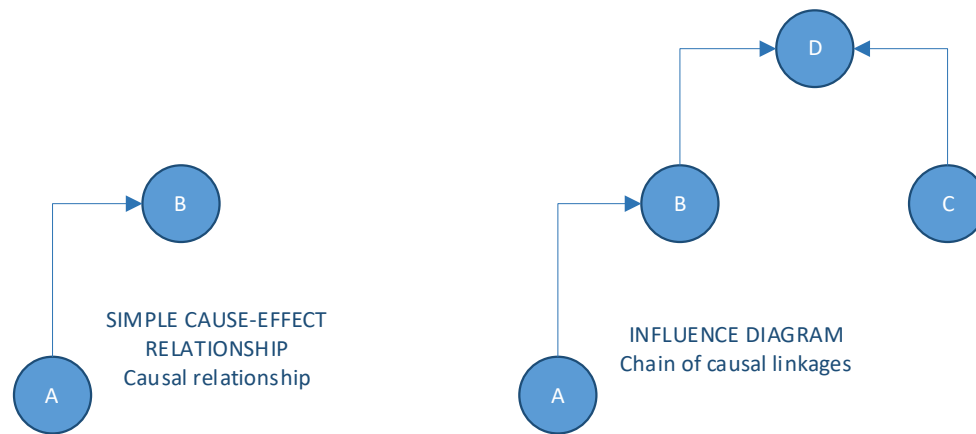 B
SIMPLE CAUSE-EFFECT
RELATIONSHIP
Causal relationship
A
D
B
C
INFLUENCE DIAGRAM
Chain of causal linkages
A